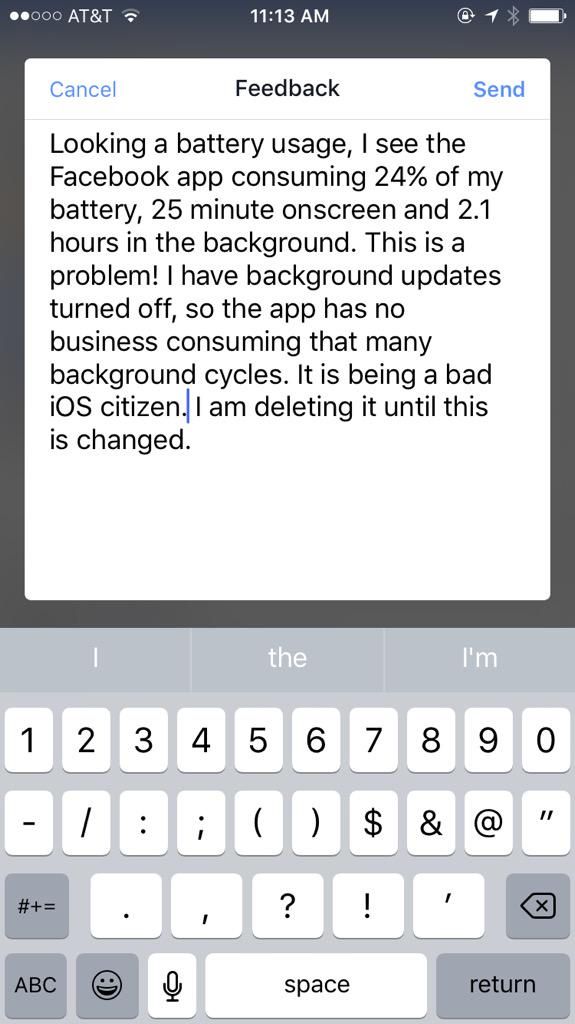 AT&T 11:13 AM
Cancel Feedback Send
Looking a battery usage, I see the
Facebook app consuming 24% of my
battery, 25 minute onscreen and 2.1
hours in the background. This is a
problem! I have background updates
turned off, so the app has no
business consuming that many
background cycles. It is being a bad
iOS citizen. I am deleting it until this
is changed.
I the I'm
1 2 3 4 5 6 7 8 9 0
- / : ; ( ) $ & @ "
#+= . , ? ! '
ABC space return